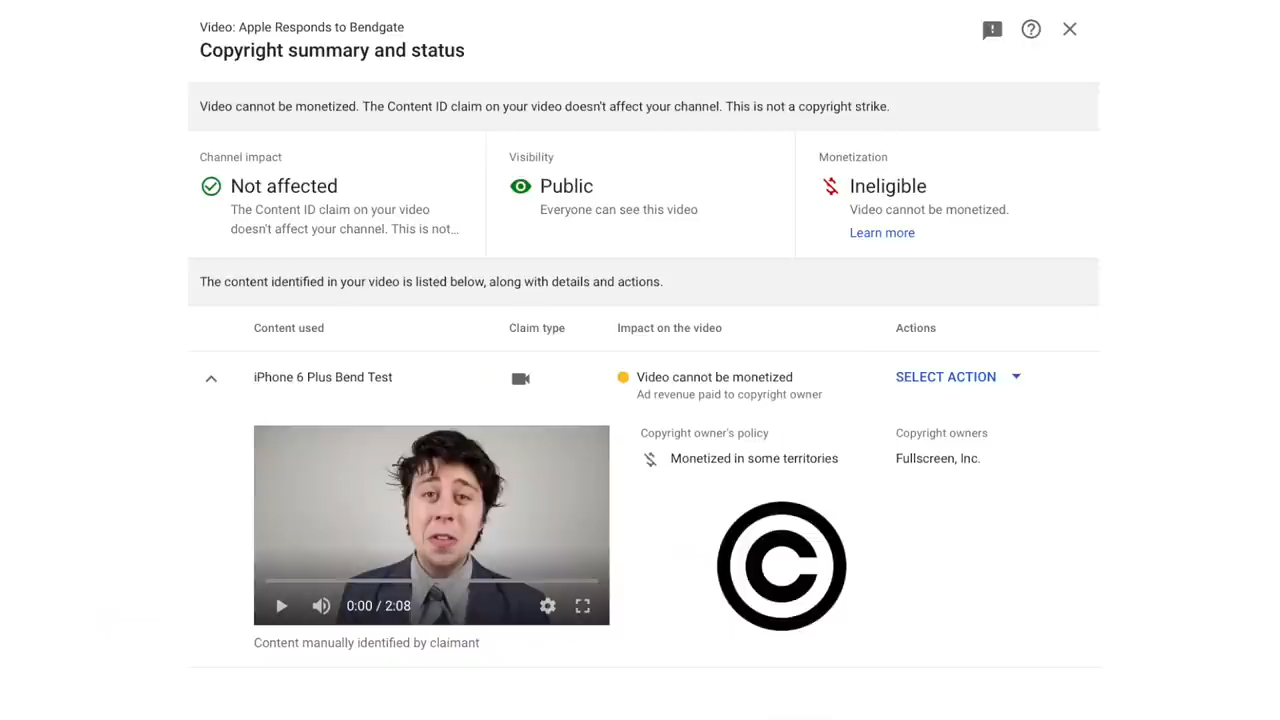 Video: Apple Responds to Bendgate
Copyright summary and status
Video cannot be monetized. The Content ID claim on your video doesn't affect your channel. This is not a copyright strike.
Channel impact
Not affected
The Content ID claim on your video
doesn't affect your channel. This is not...
Visibility
Public
Everyone can see this video
Monetization
Ineligible
Video cannot be monetized.
Learn more
The content identified in your video is listed below, along with details and actions.
Content used
Claim type
Impact on the video
Actions
iPhone 6 Plus Bend Test
Video cannot be monetized
Ad revenue paid to copyright owner
SELECT ACTION
Copyright owner's policy
Monetized in some territories
Copyright owners
Fullscreen, Inc.
0:00 / 2:08
©
Content manually identified by claimant